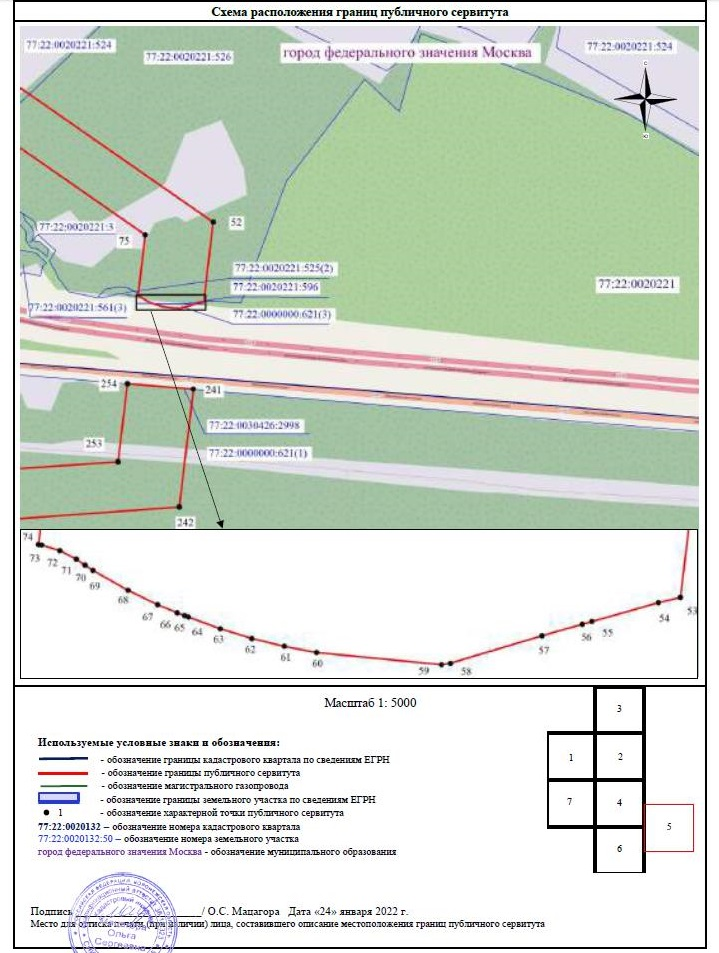 Схема расположения границ публичного сервитута
77:22:0020221:524
77:22:0020221:526
город федерального значения Москва
77:22:0020221:524
С
Ю
52
77:22:0020221:3
75
77:22:0020221:525(2)
77:22:0020221:596
77:22:0020221
77:22:0020221:561(3)
77:22:0000000:621(3)
254
241
77:22:0030426:2998
253
77:22:0000000:621(1)
242
74
73
72
71
70
69
68
67
66
65
64
63
62
61
60
59
58
57
56
55
54
53
Масштаб 1: 5000
3
1
2
7
4
5
6
Используемые условные знаки и обозначения:
- обозначение границы кадастрового квартала по сведениям ЕГРН
- обозначение границы публичного сервитута
- обозначение магистрального газопровода
- обозначение границы земельного участка по сведениям ЕГРН
1 - обозначение характерной точки публичного сервитута
77:22:0020132 – обозначение номера кадастрового квартала
77:22:0020132:50 – обозначение номера земельного участка
город федерального значения Москва - обозначение муниципального образования
Подпись / О.С. Мацагора Дата «24» января 2022 г.
Место для оттиска печати (при наличии) лица, составившего описание местоположения границ публичного сервитута
Ольга
Сергеевна